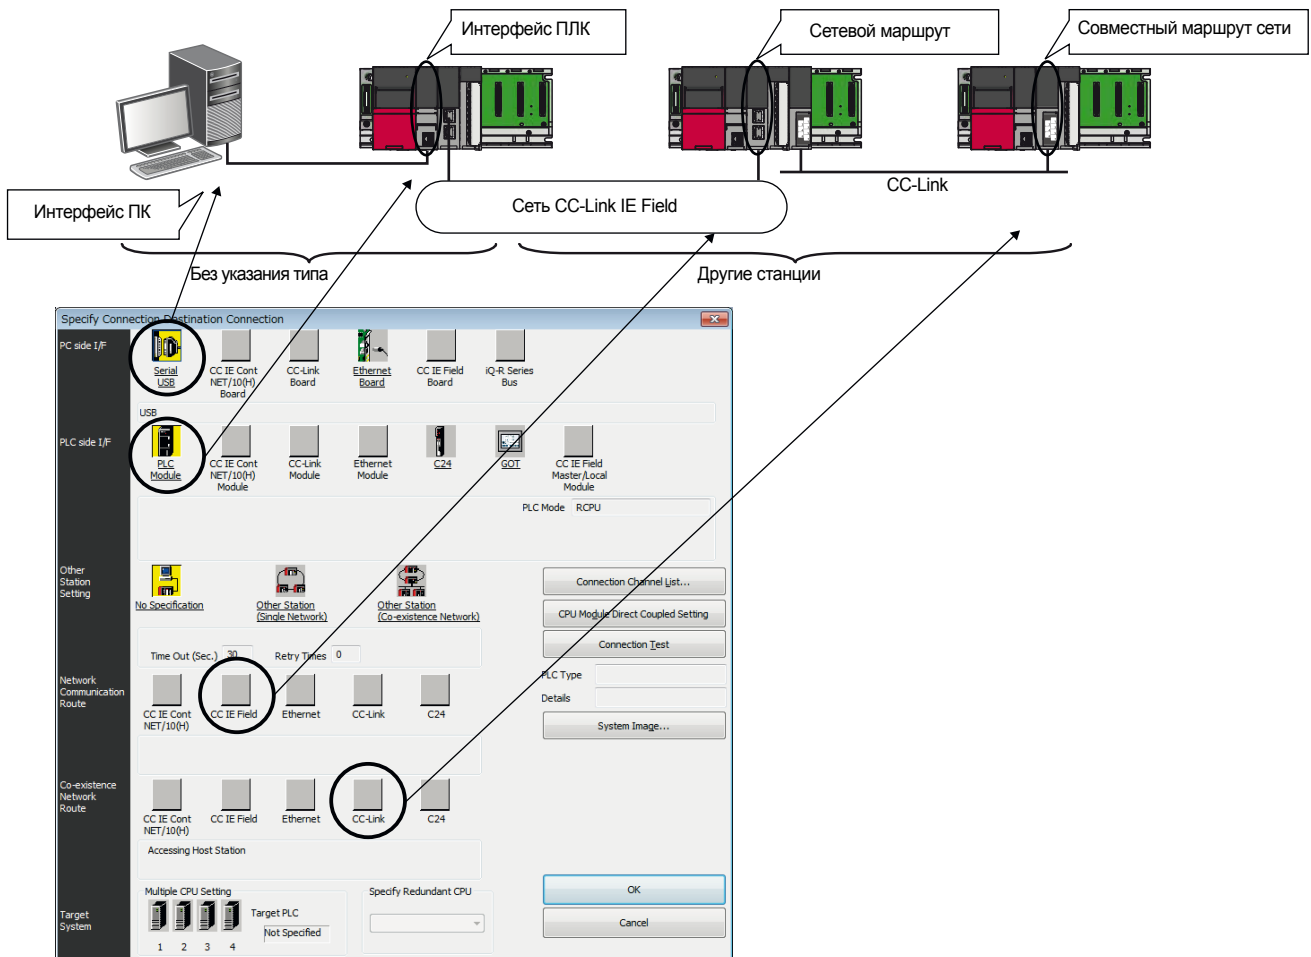 Интерфейс ПЛК
Сетевой маршрут
Совместный маршрут сети
Интерфейс ПК
Сеть CC-Link IE Field
CC-Link
Без указания типа
Другие станции
Specify Connection Destination Connection
PC side I/F
Serial
USB
CC IE Cont
NET/10(H)
Board
CC-Link
Board
Ethernet
Board
CC IE Field
Board
iQ-R Series
Bus
USB
PLC side I/F
PLC
Module
CC IE Cont
NET/10(H)
Module
CC-Link
Module
Ethernet
Module
C24
GOT
CC IE Field
Master/Local
Module
PLC Mode RCPU
Other
Station
Setting
No Specification
Other Station
(Single Network)
Other Station
(Co-existence Network)
Time Out (Sec.) 30 Retry Times 0
Connection Channel List...
CPU Module Direct Coupled Setting
Connection Test
PLC Type
Details
System Image...
Network
Communication
Route
CC IE Cont
NET/10(H)
CC IE Field
Ethernet
CC-Link
C24
Co-existence
Network
Route
CC IE Cont
NET/10(H)
CC IE Field
Ethernet
CC-Link
C24
Accessing Host Station
Target
System
Multiple CPU Setting
1 2 3 4
Target PLC
Not Specified
Specify Redundant CPU
OK
Cancel